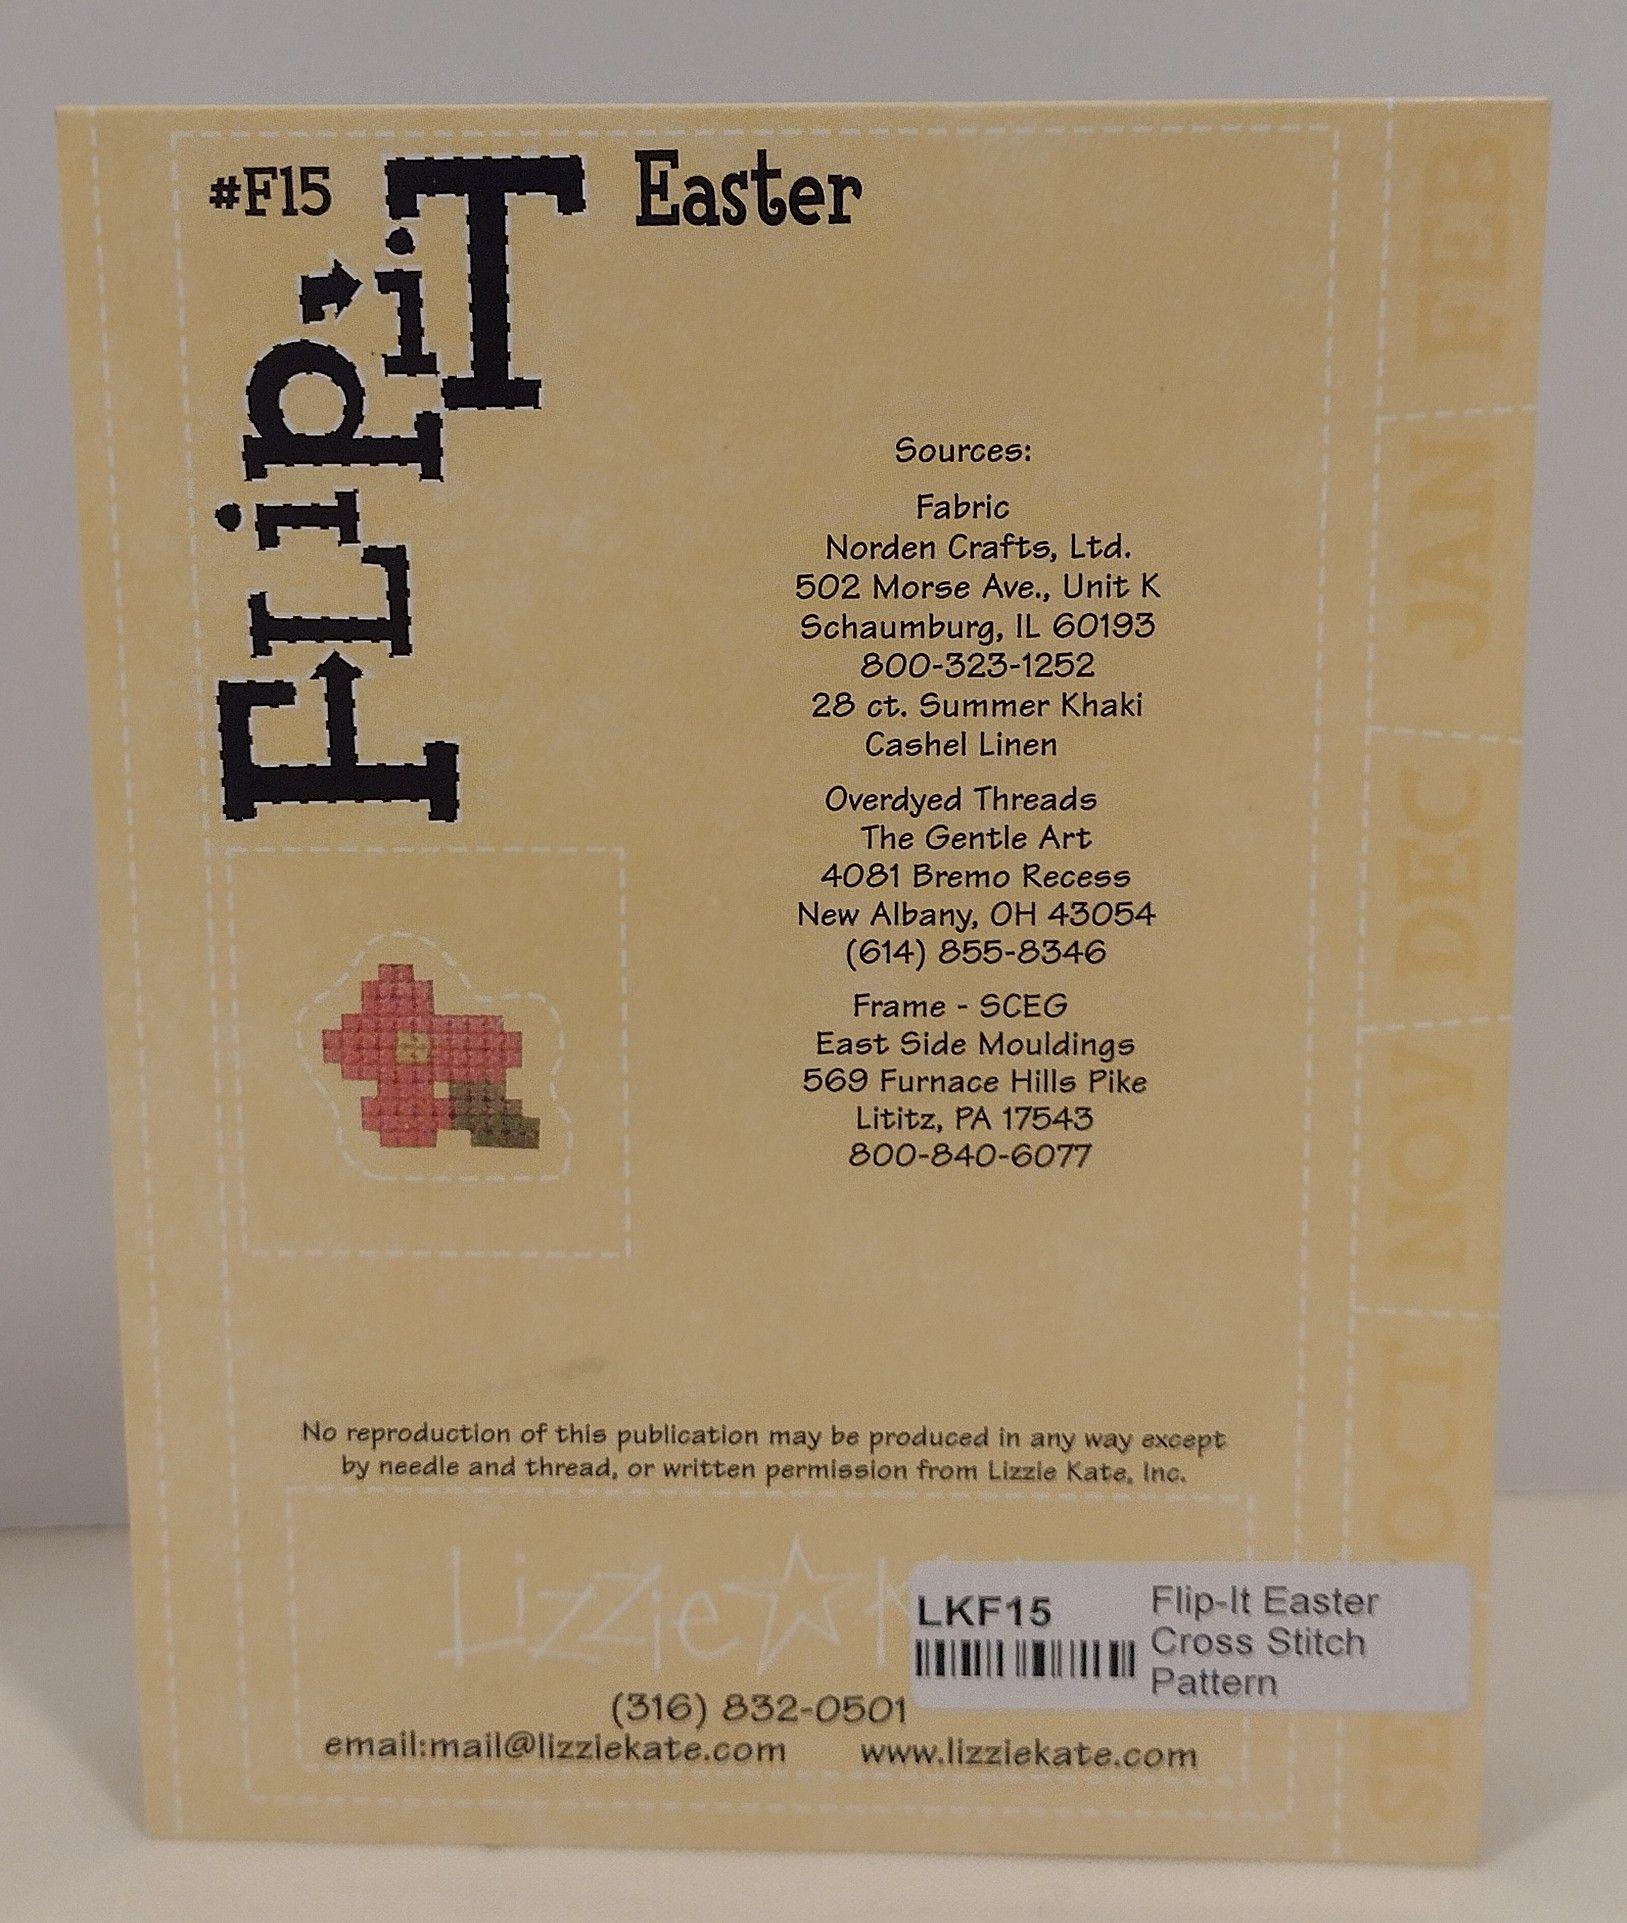 #F15
Flip iT
Easter
Sources:
Fabric
Norden Crafts, Ltd.
502 Morse Ave., Unit K
Schaumburg, IL 60193
800-323-1252
28 ct. Summer Khaki
Cashel Linen
Overdyed Threads
The Gentle Art
4081 Bremo Recess
New Albany, OH 43054
(614) 855-8346
Frame - SCEG
East Side Mouldings
569 Furnace Hills Pike
Lititz, PA 17543
800-840-6077
No reproduction of this publication may be produced in any way except
by needle and thread, or written permission from Lizzie Kate, Inc.
Lizzie K
LKF15
Flip-It Easter
Cross Stitch
Pattern
(316) 832-0501
email:mail@lizziekate.com www.lizziekate.com
FEB
JAN
DEC
NOV
OCT